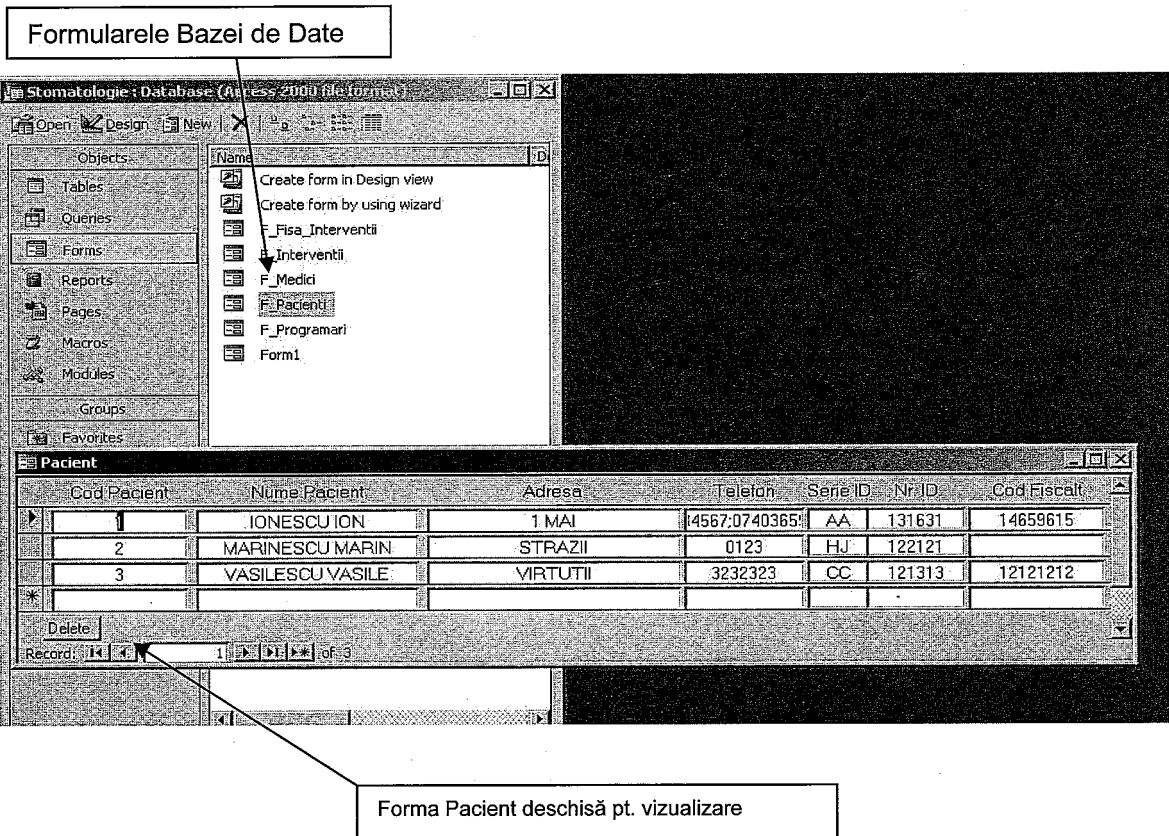 Formularele Bazei de Date
Stomatologie : Database (Access 2000 file format)
Open Design New
Objects
Name
Tables
Create form in Design view
Queries
Create form by using wizard
Forms
F_Fisa_Interventii
F_Interventii
Reports
F_Medici
Pages
F_Pacienti
Macros
F_Programari
Modules
Form1
Groups
Favorites
Pacient
Cod Pacient Nume Pacient Adresa Telefon Serie ID Nr ID Cod Fiscalt
1 IONESCU ION 1 MAI 14567;0740365 AA 131631 14659615
2 MARINESCU MARIN STRAZII 0123 HJ 122121
3 VASILESCU VASILE VIRTUTII 3232323 CC 121313 12121212
Delete
Record: 1 of 3
Forma Pacient deschisă pt. vizualizare